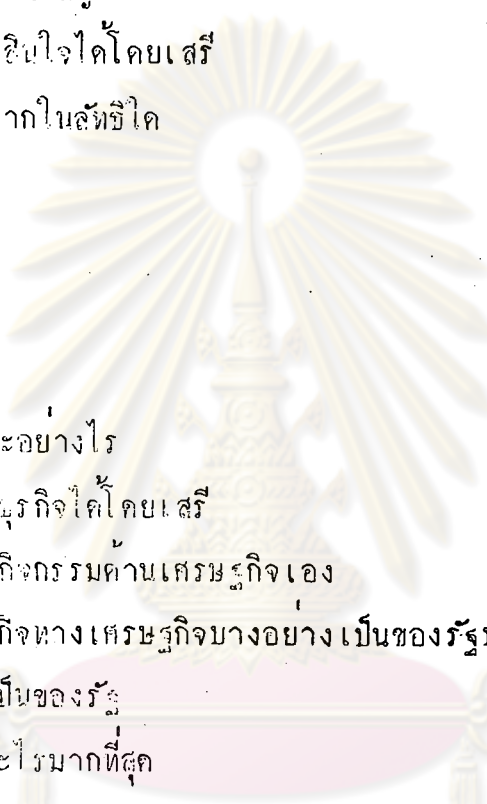 สินใจได้โดยเสรี
ากในลัทธิใด
ะอย่างไร
ธุรกิจได้โดยเสรี
กิจกรรมด้านเศรษฐกิจเอง
กิจทางเศรษฐกิจบางอย่างเป็นของรัฐ
ป็นของรัฐ
ะไรมากที่สุด